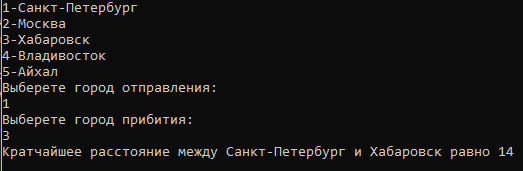 1-Санкт-Петербург
2-Москва
3-Хабаровск
4-Владивосток
5-Айхал
Выберете город отправления:
1
Выберете город прибития:
3
Кратчайшее расстояние между Санкт-Петербург и Хабаровск равно 14